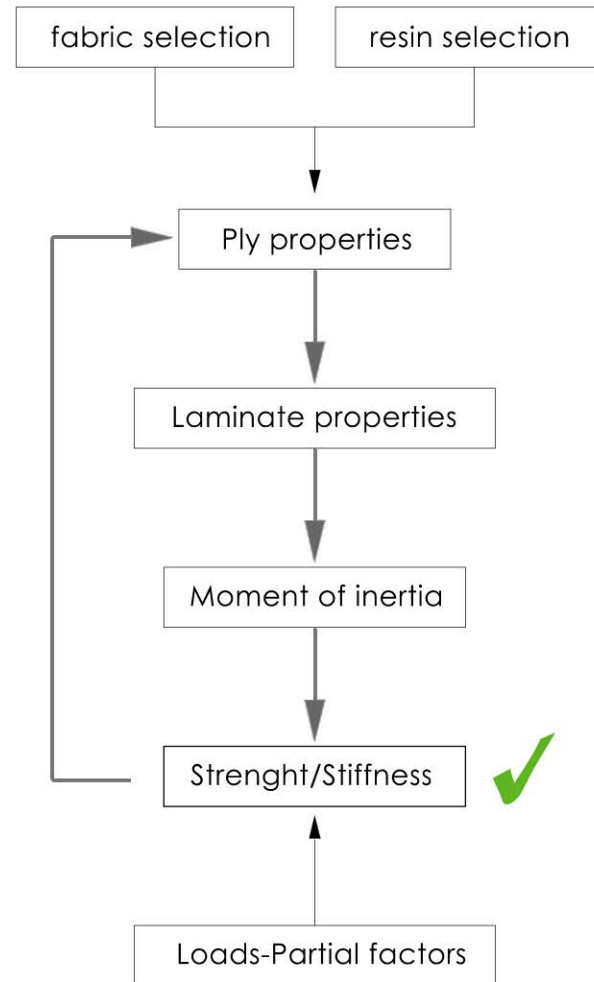 fabric selection
resin selection
Ply properties
Laminate properties
Moment of inertia
Strenght/Stiffness
Loads-Partial factors